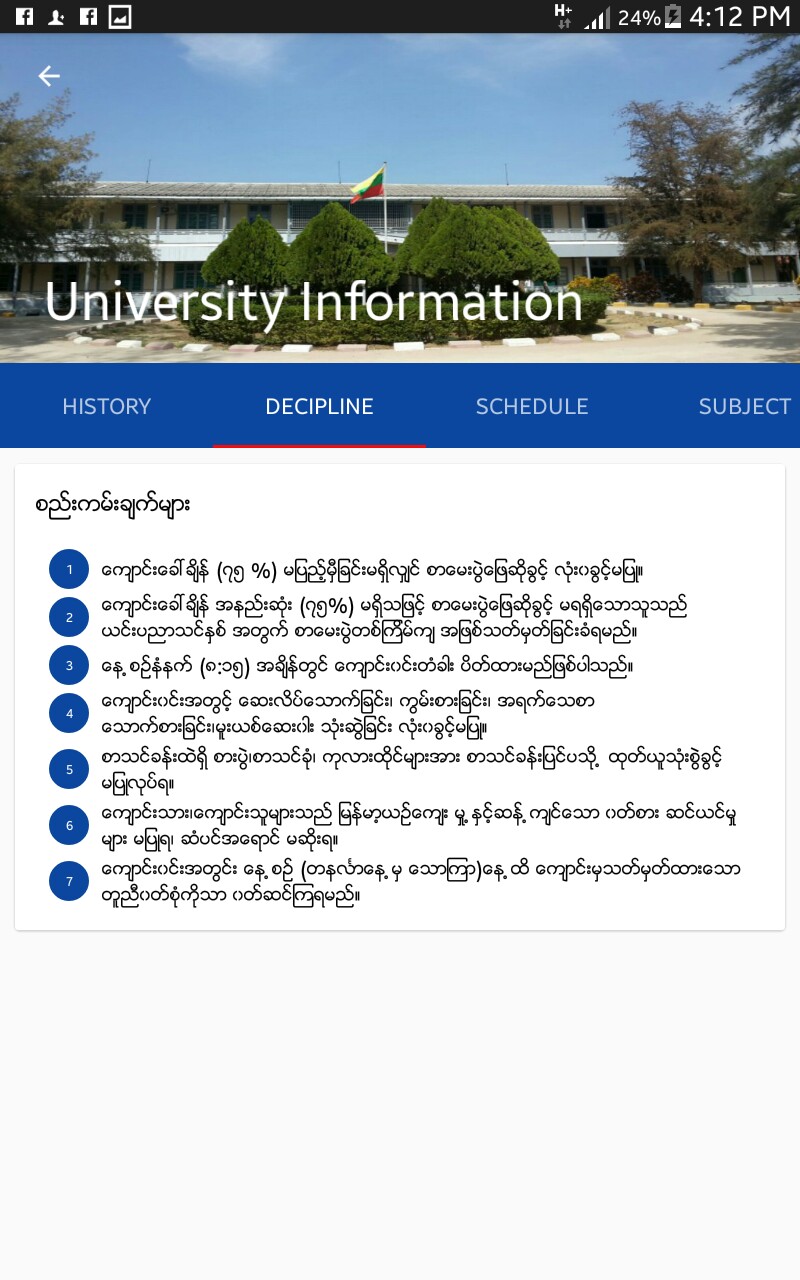 24% 4:12 PM
University Information
HISTORY DECIPLINE SCHEDULE SUBJECT
စည်းကမ်းချက်များ
1 ကျောင်းခေါ်ချိန် (၇၅ %) မပြည့်မှီခြင်းမရှိလျှင် စာမေးပွဲဖြေဆိုခွင့် လုံး၀ခွင့်မပြု။
2 ကျောင်းခေါ်ချိန် အနည်းဆုံး (၇၅%) မရှိသဖြင့် စာမေးပွဲဖြေဆိုခွင့် မရရှိသောသူသည်
ယင်းပညာသင်နှစ် အတွက် စာမေးပွဲတစ်ကြိမ်ကျ အဖြစ်သတ်မှတ်ခြင်းခံရမည်။
3 နေ့စဉ်နံနက် (၈:၁၅) အချိန်တွင် ကျောင်း၀င်းတံခါး ပိတ်ထားမည်ဖြစ်ပါသည်။
4 ကျောင်း၀င်းအတွင့် ဆေးလိပ်သောက်ခြင်း၊ ကွမ်းစားခြင်း၊ အရက်သေစာ
သောက်စားခြင်း၊မူးယစ်ဆေး၀ါး သုံးဆွဲခြင်း လုံး၀ခွင့်မပြု။
5 စာသင်ခန်းထဲရှိ စားပွဲ၊စာသင်ခုံ၊ ကုလားထိုင်များအား စာသင်ခန်းပြင်ပသို့ ထုတ်ယူသုံးစွဲခွင့်
မပြုလုပ်ရ။
6 ကျောင်းသား၊ကျောင်းသူများသည် မြန်မာ့ယဉ်ကျေး မှု့ နှင့်ဆန့် ကျင်သော ၀တ်စား ဆင်ယင်မှု
များ မပြုရ၊ ဆံပင်အရောင် မဆိုးရ။
7 ကျောင်း၀င်းအတွင်း နေ့စဉ် (တနင်္လာနေ့ မှ သောကြာ)နေ့ ထိ ကျောင်းမှသတ်မှတ်ထားသော
တူညီ၀တ်စုံကိုသာ ၀တ်ဆင်ကြရမည်။